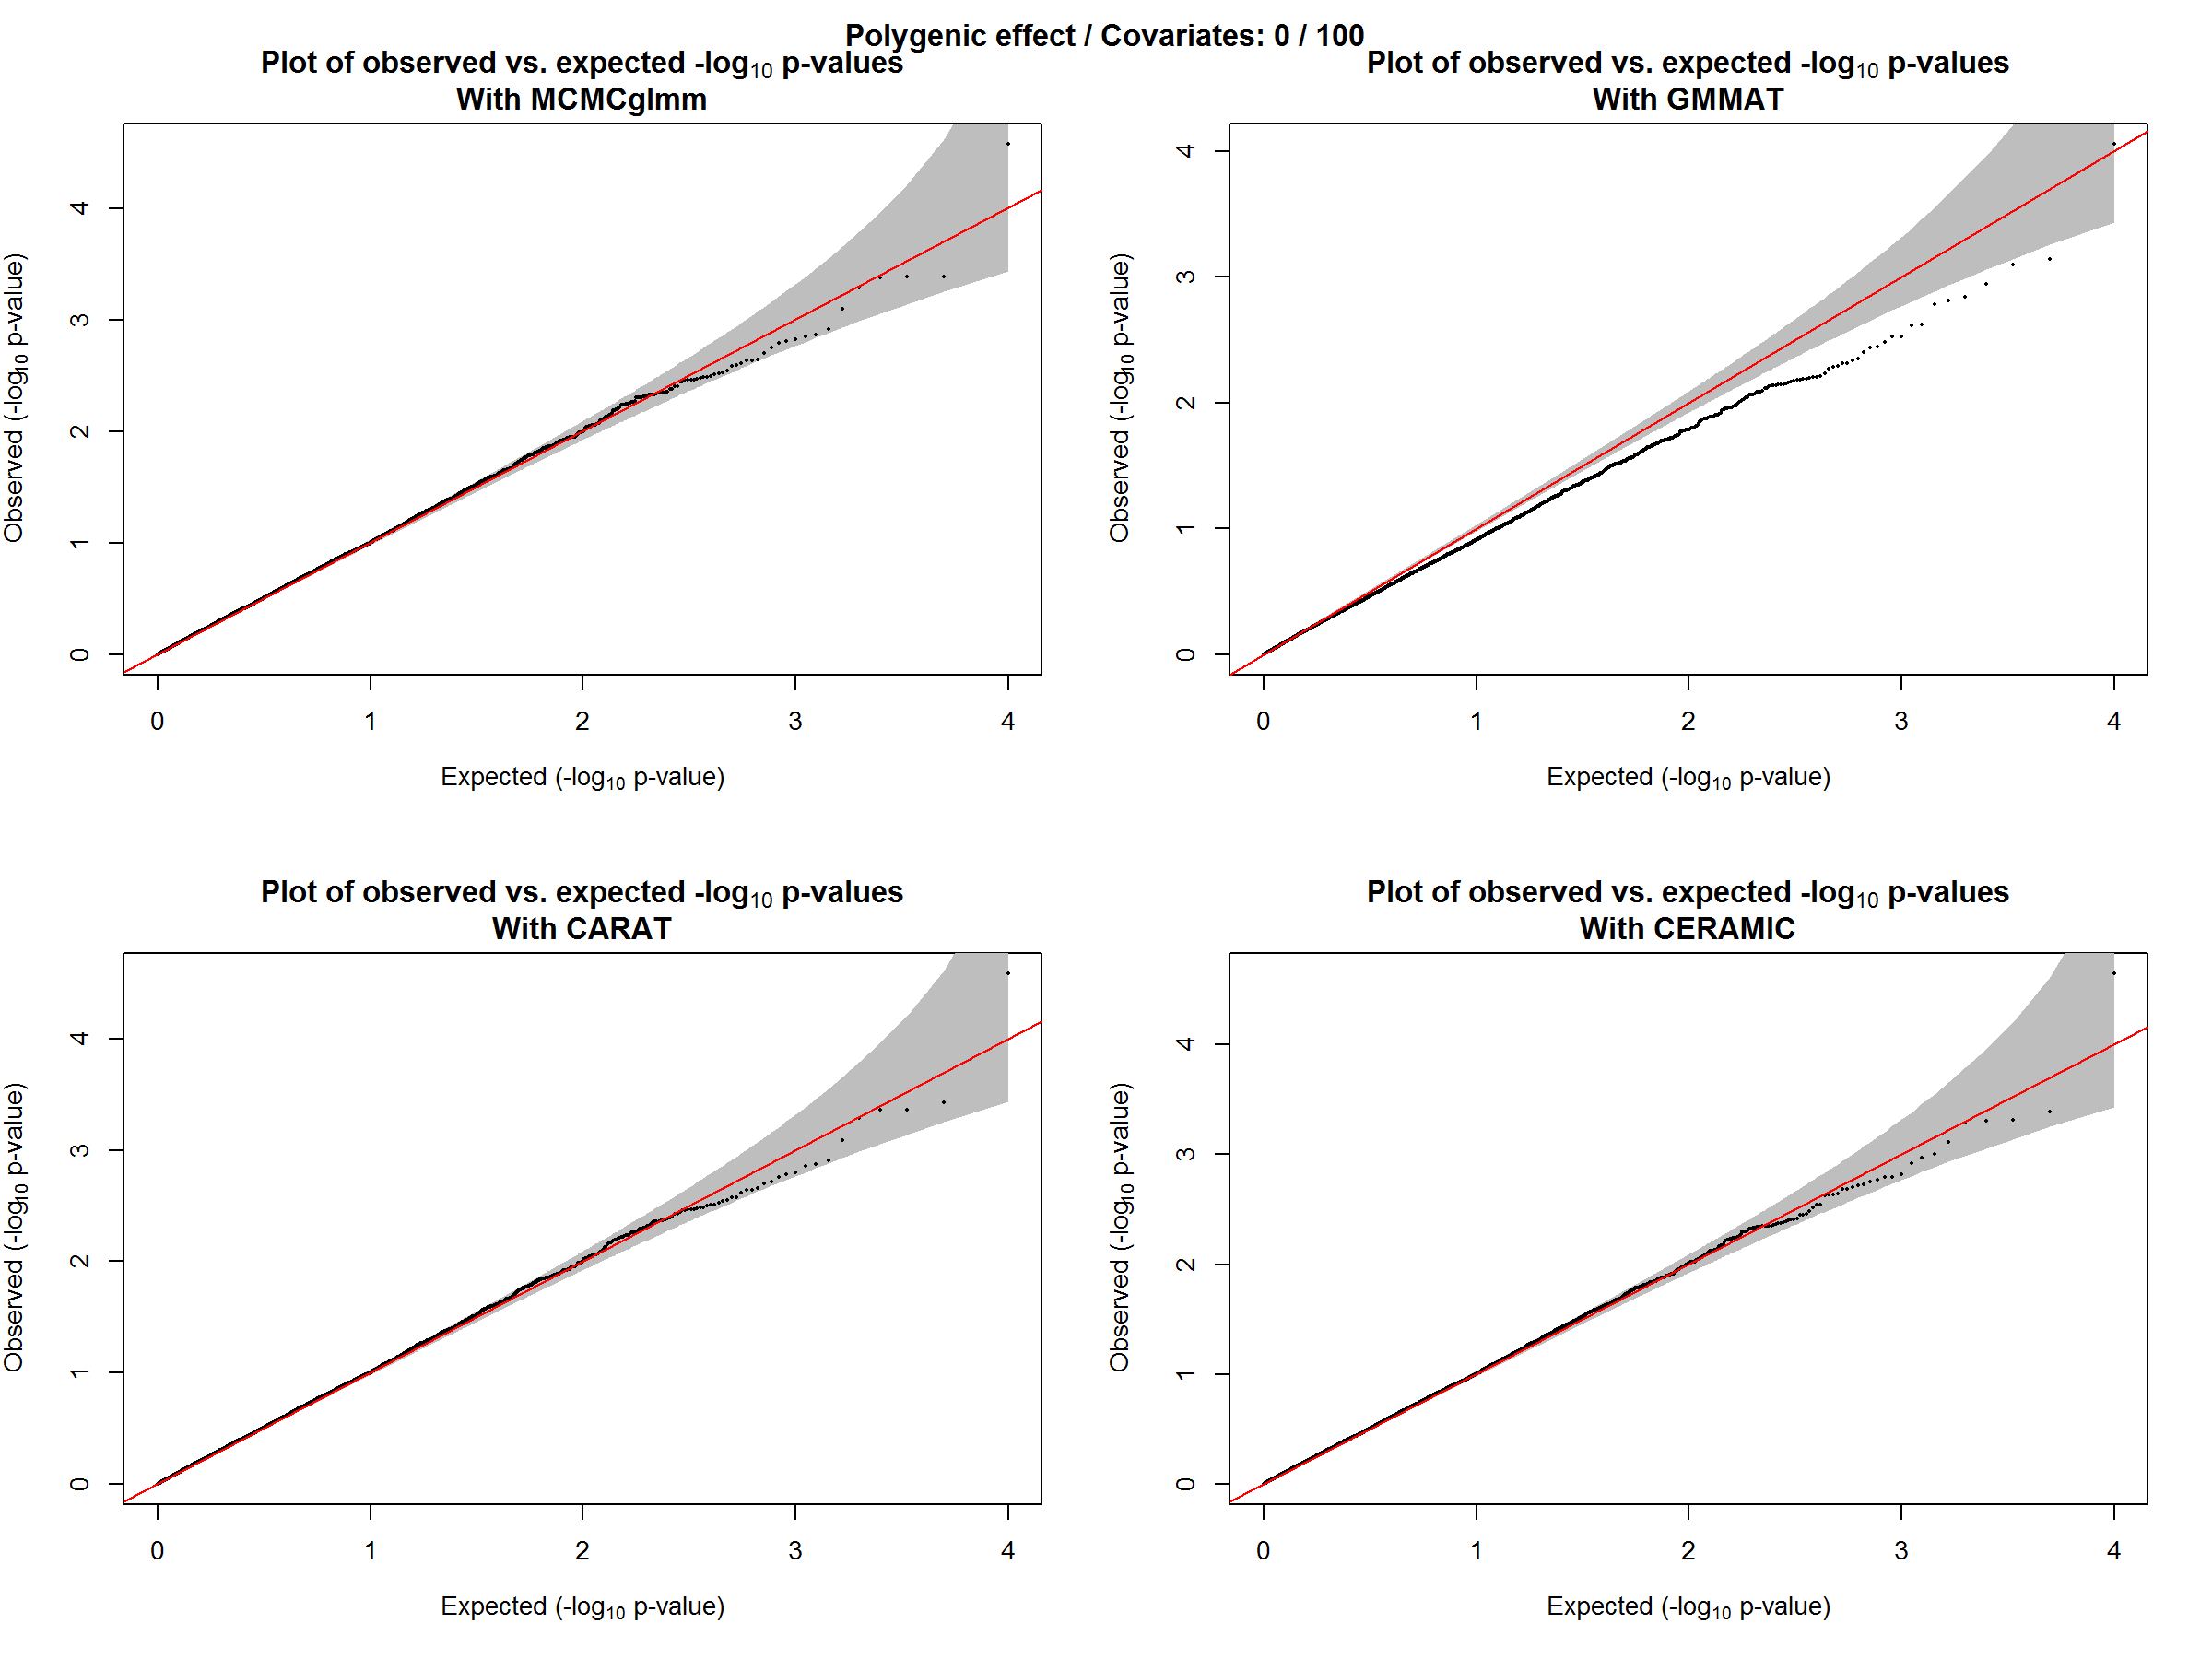 Polygenic effect / Covariates: 0 / 100
Plot of observed vs. expected -log10 p-values
With MCMCglmm
Observed (-log10 p-value)
4
3
2
1
0
0 1 2 3 4
Expected (-log10 p-value)
Plot of observed vs. expected -log10 p-values
With GMMAT
Observed (-log10 p-value)
4
3
2
1
0
0 1 2 3 4
Expected (-log10 p-value)
Plot of observed vs. expected -log10 p-values
With CARAT
Observed (-log10 p-value)
4
3
2
1
0
0 1 2 3 4
Expected (-log10 p-value)
Plot of observed vs. expected -log10 p-values
With CERAMIC
Observed (-log10 p-value)
4
3
2
1
0
0 1 2 3 4
Expected (-log10 p-value)